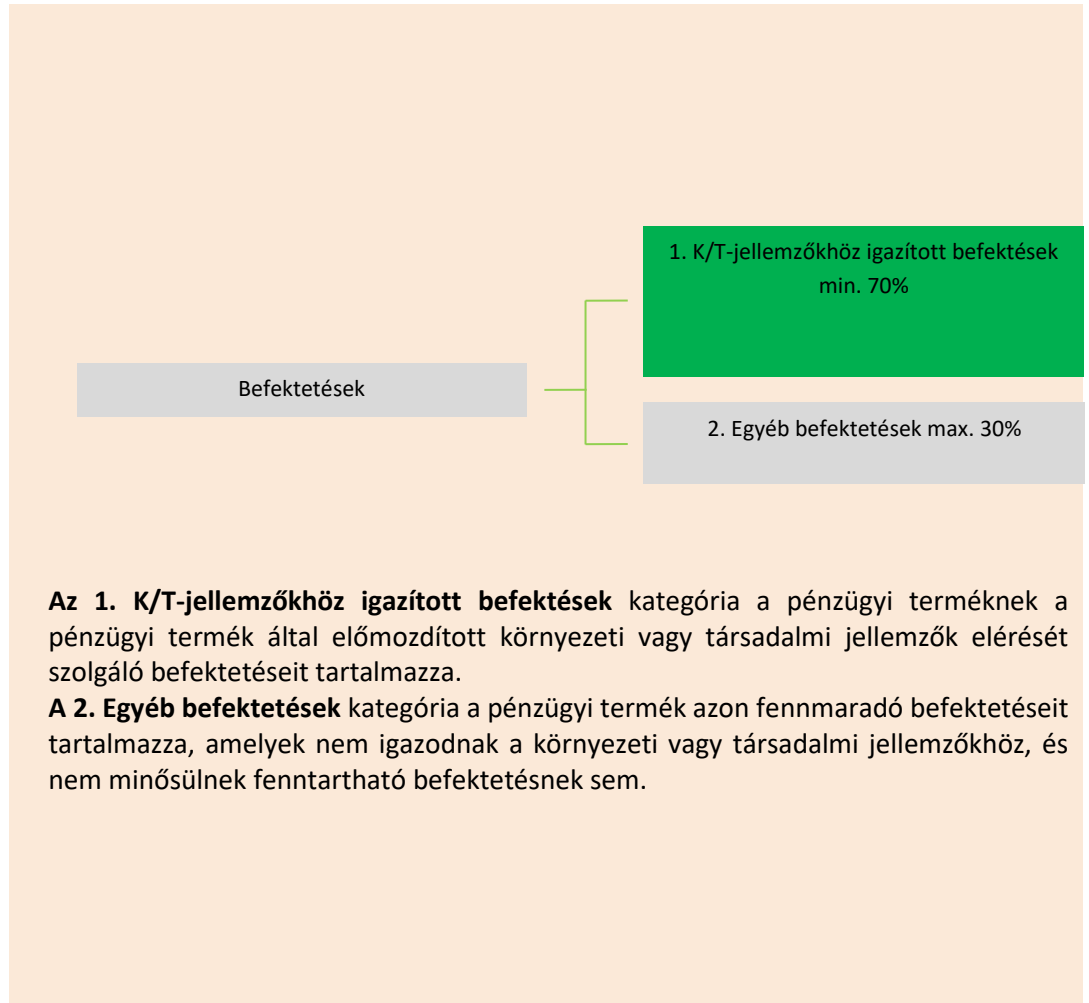 1. K/T-jellemzőkhöz igazított befektések
min. 70%
Befektetések
2. Egyéb befektetések max. 30%
Az 1. K/T-jellemzőkhöz igazított befektések kategória a pénzügyi terméknek a
pénzügyi termék által előmozdított környezeti vagy társadalmi jellemzők elérését
szolgáló befektetéseit tartalmazza.
A 2. Egyéb befektetések kategória a pénzügyi termék azon fennmaradó befektetéseit
tartalmazza, amelyek nem igazodnak a környezeti vagy társadalmi jellemzőkhöz, és
nem minősülnek fenntartható befektetésnek sem.